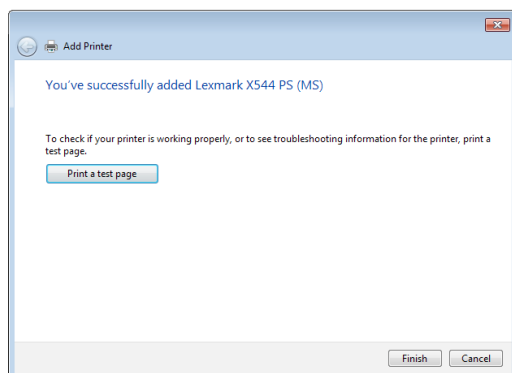 Add Printer
You've successfully added Lexmark X544 PS (MS)
To check if your printer is working properly, or to see troubleshooting information for the printer, print a
test page.
Print a test page
Finish
Cancel